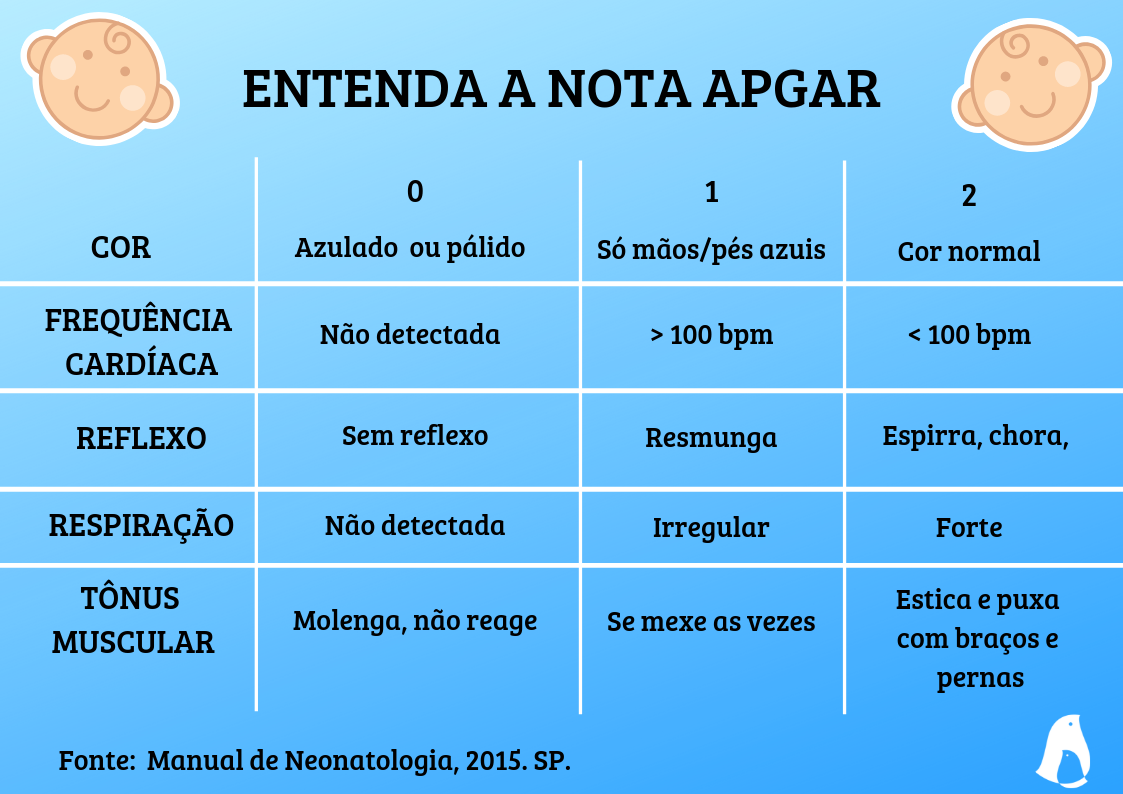 ENTENDA A NOTA APGAR
0 1 2
COR Azulado ou pálido Só mãos/pés azuis Cor normal
FREQUÊNCIA
CARDÍACA
Não detectada > 100 bpm < 100 bpm
REFLEXO Sem reflexo Resmunga Espirra, chora,
RESPIRAÇÃO Não detectada Irregular Forte
TÔNUS
MUSCULAR
Molenga, não reage Se mexe as vezes
Estica e puxa
com braços e
pernas
Fonte: Manual de Neonatologia, 2015. SP.